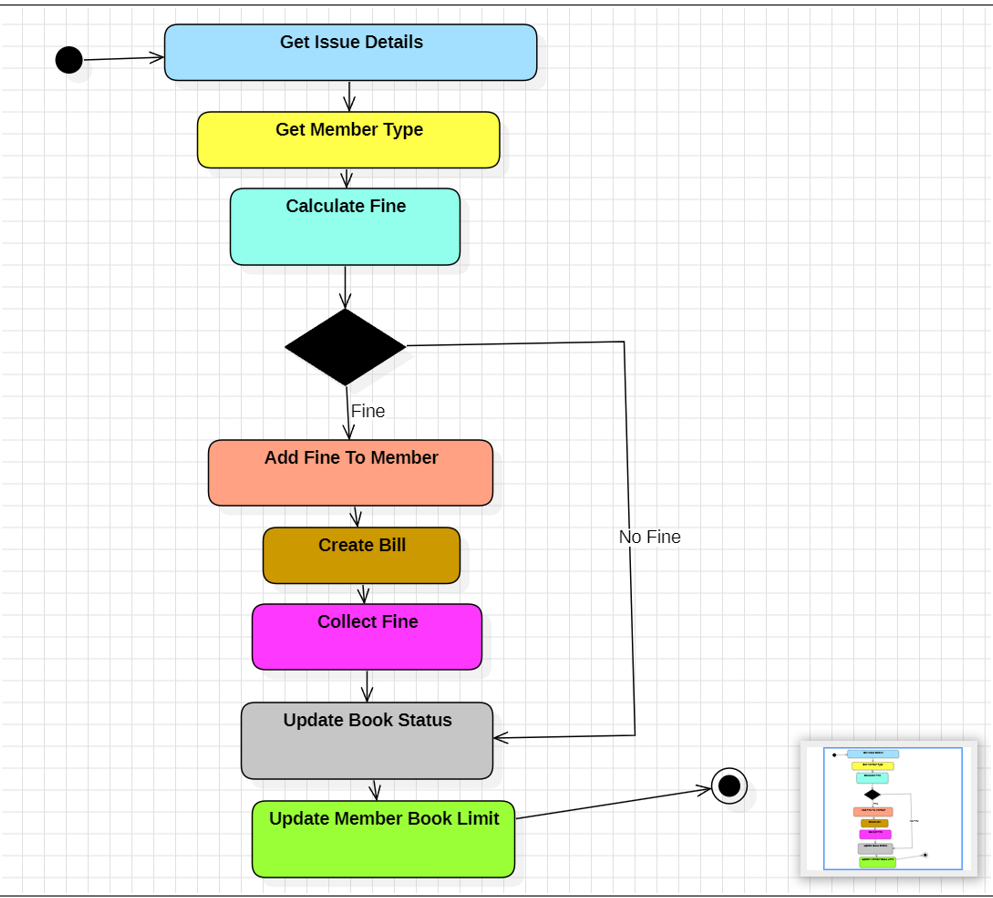 Get Issue Details
Get Member Type
Calculate Fine
Fine
Add Fine To Member
No Fine
Create Bill
Collect Fine
Update Book Status
Update Member Book Limit